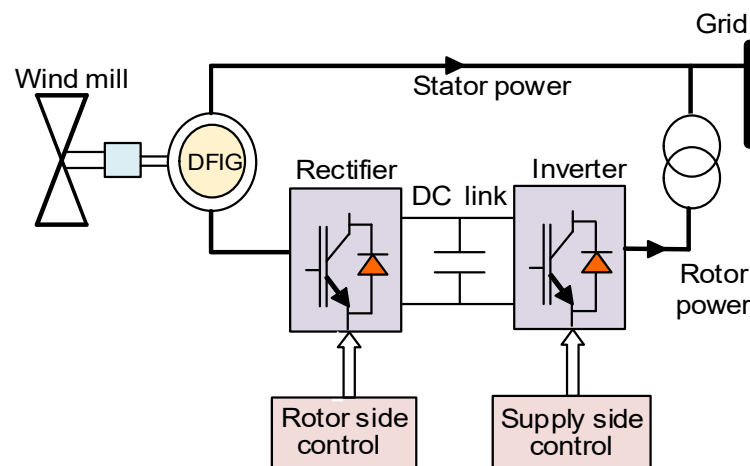 Grid
Wind mill
Stator power
DFIG
Rectifier
DC link
Inverter
Rotor
power
Rotor side
control
Supply side
control